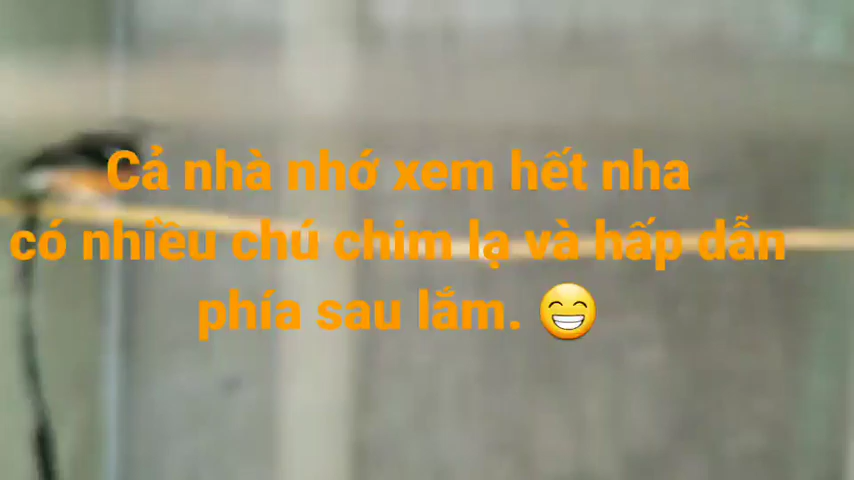 Cả nhà nhớ xem hết nha
có nhiều chú chim lạ và hấp dẫn
phía sau lắm. 😁